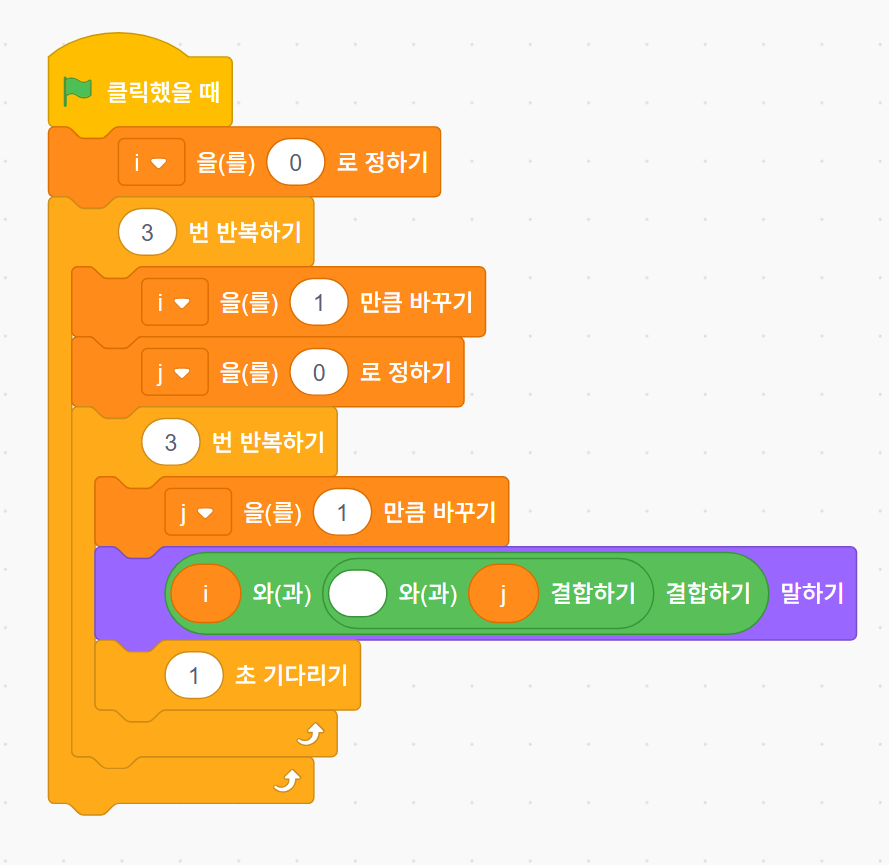 클릭했을 때
i 을(를) 0 로 정하기
3 번 반복하기
i 을(를) 1 만큼 바꾸기
j 을(를) 0 로 정하기
3 번 반복하기
j 을(를) 1 만큼 바꾸기
i 와(과) 와(과) j 결합하기 결합하기 말하기
1 초 기다리기